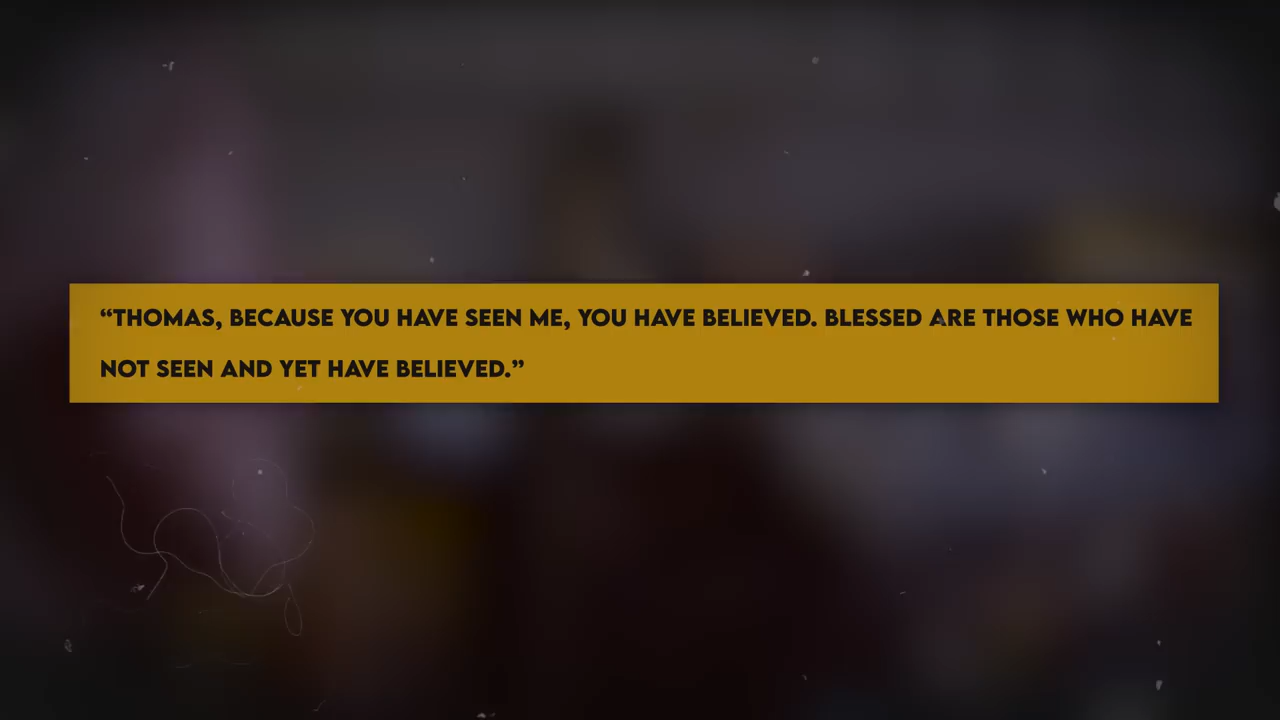 “THOMAS, BECAUSE YOU HAVE SEEN ME, YOU HAVE BELIEVED. BLESSED ARE THOSE WHO HAVE
NOT SEEN AND YET HAVE BELIEVED.”